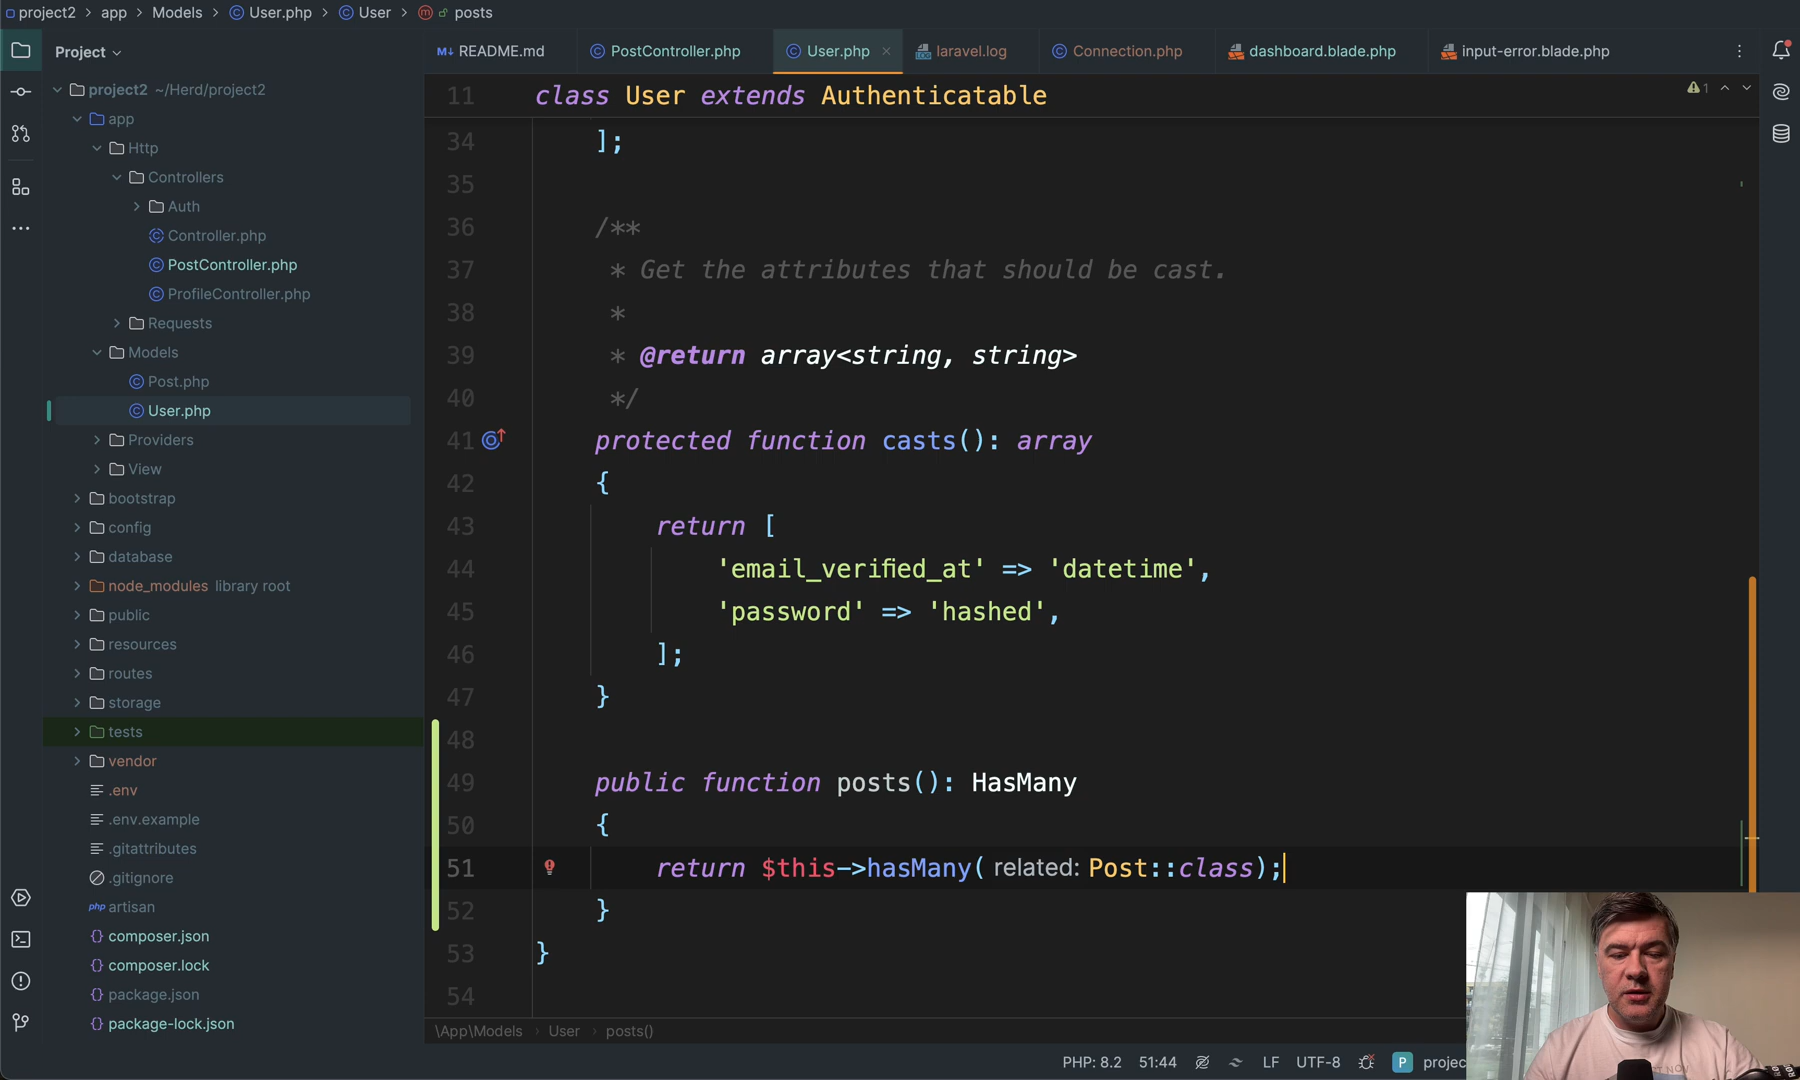 project2 > app > Models > User.php > User > posts
Project
README.md
PostController.php
User.php
laravel.log
Connection.php
dashboard.blade.php
input-error.blade.php
project2 ~/Herd/project2
app
Http
Controllers
Auth
Controller.php
PostController.php
ProfileController.php
Requests
Models
Post.php
User.php
Providers
View
bootstrap
config
database
node_modules library root
public
resources
routes
storage
tests
vendor
.env
.env.example
.gitattributes
.gitignore
php artisan
composer.json
composer.lock
package.json
package-lock.json
11 class User extends Authenticatable
1
34 ];
35
36 /**
37 * Get the attributes that should be cast.
38 *
39 * @return array<string, string>
40 */
41 protected function casts(): array
42 {
43 return [
44 'email_verified_at' => 'datetime',
45 'password' => 'hashed',
46 ];
47 }
48
49 public function posts(): HasMany
50 {
51 return $this->hasMany( related: Post::class);
52 }
53 }
54
\App\Models > User > posts()
PHP: 8.2 51:44 LF UTF-8 P projec